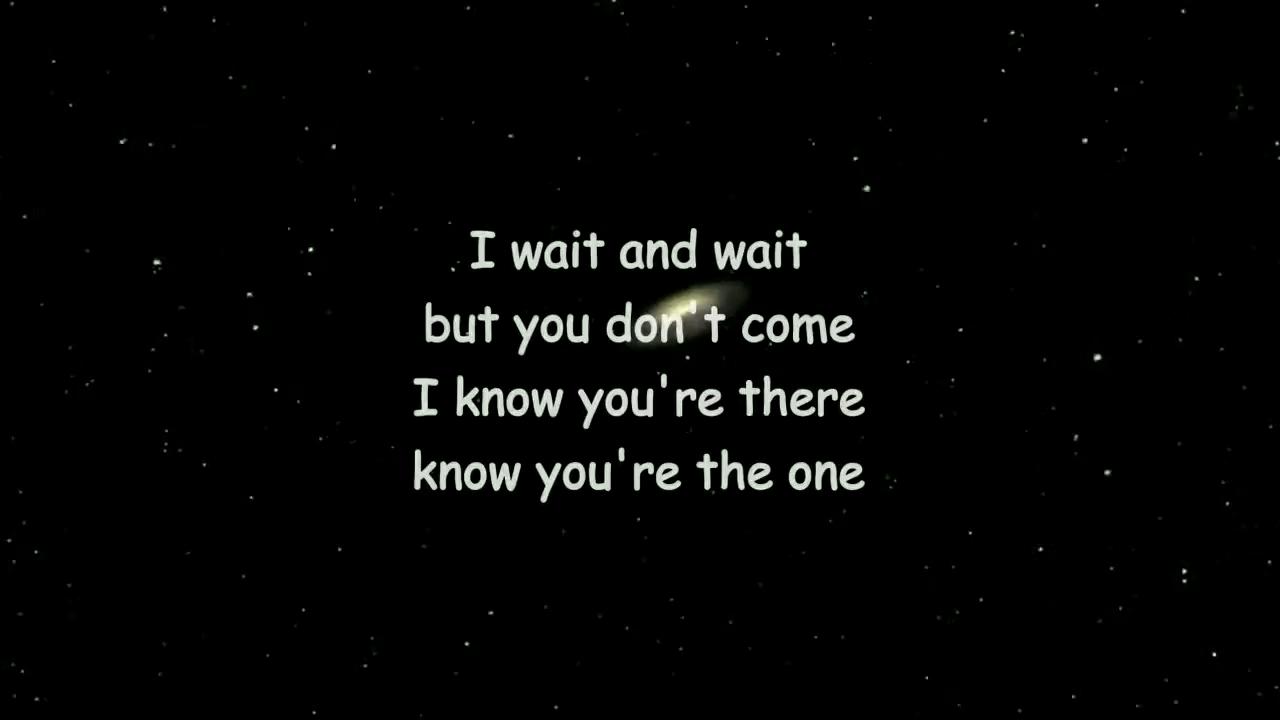 I wait and wait
but you don't come
I know you're there
know you're the one